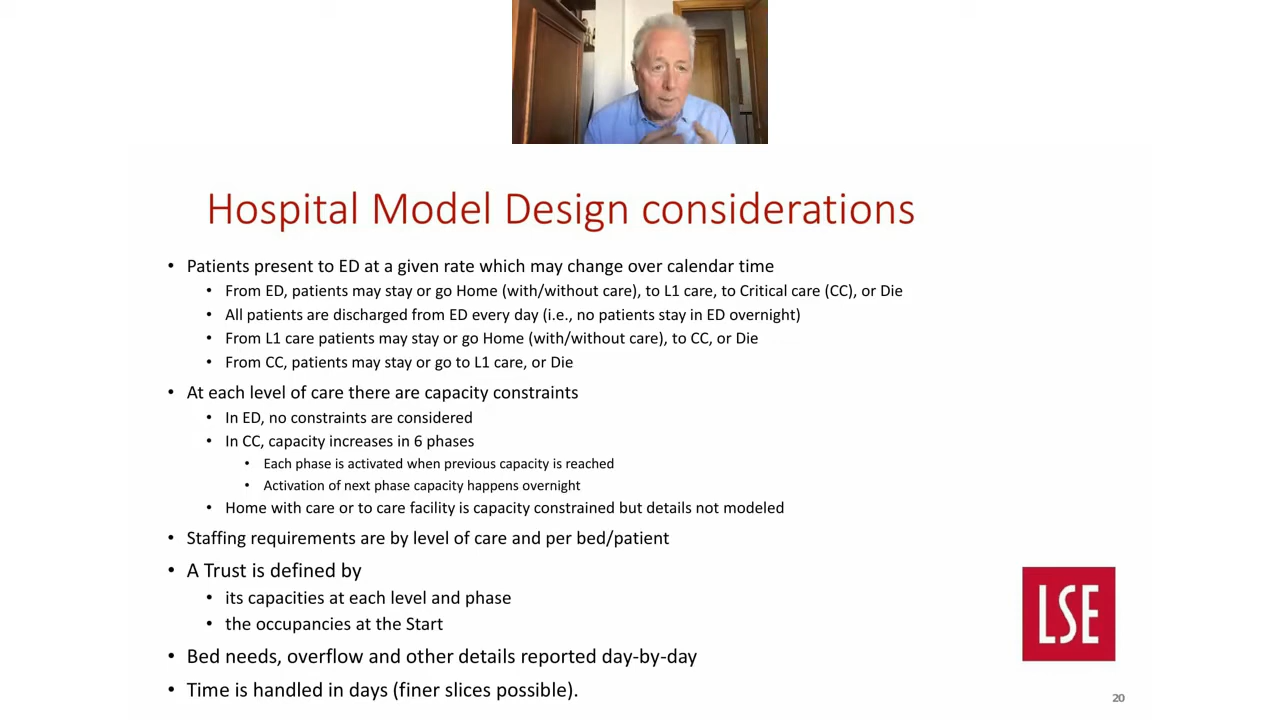 Hospital Model Design considerations
• Patients present to ED at a given rate which may change over calendar time
• From ED, patients may stay or go Home (with/without care), to L1 care, to Critical care (CC), or Die
• All patients are discharged from ED every day (i.e., no patients stay in ED overnight)
• From L1 care patients may stay or go Home (with/without care), to CC, or Die
• From CC, patients may stay or go to L1 care, or Die
• At each level of care there are capacity constraints
• In ED, no constraints are considered
• In CC, capacity increases in 6 phases
• Each phase is activated when previous capacity is reached
• Activation of next phase capacity happens overnight
• Home with care or to care facility is capacity constrained but details not modeled
• Staffing requirements are by level of care and per bed/patient
• A Trust is defined by
• its capacities at each level and phase
• the occupancies at the Start
• Bed needs, overflow and other details reported day-by-day
• Time is handled in days (finer slices possible).
LSE
20